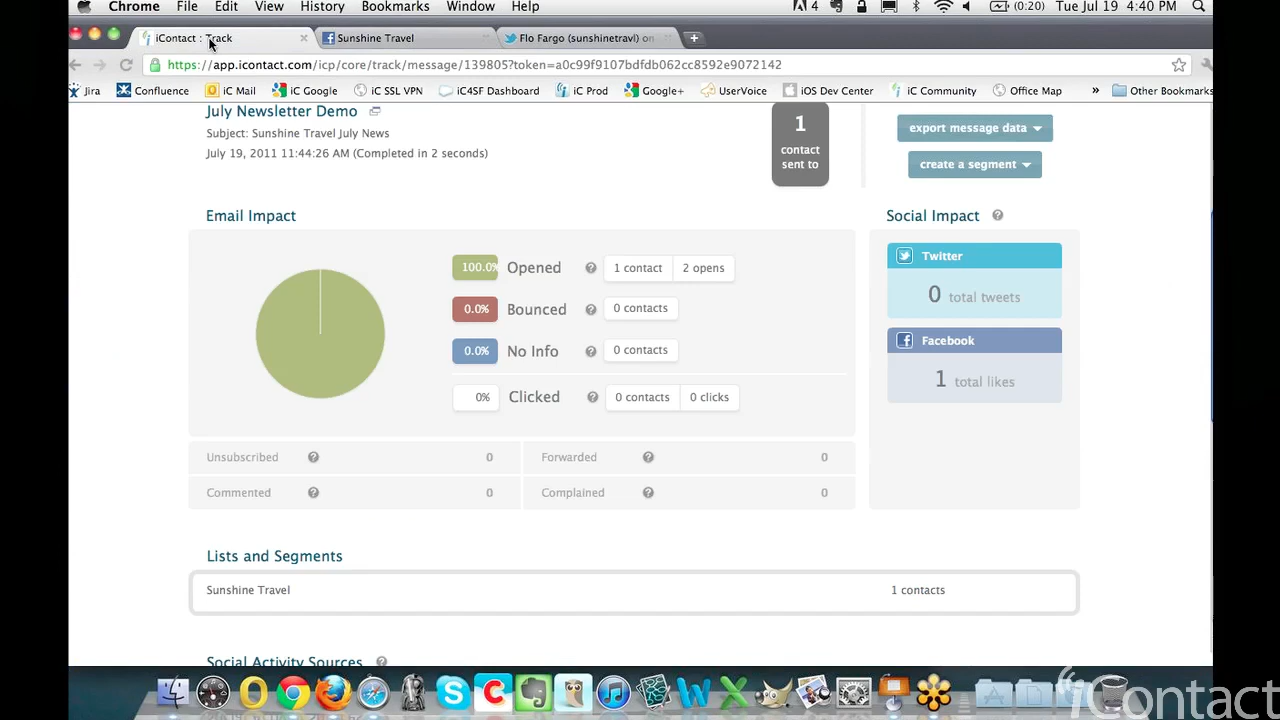 Chrome File Edit View History Bookmarks Window Help 4 (0:20) Tue Jul 19 4:40 PM
iContact : Track Sunshine Travel Flo Fargo (sunshinetravl) on
https://app.icontact.com/icp/core/track/message/139805?token=a0c99f9107bdfdb062cc8592e9072142
Jira Confluence iC Mail iC Google iC SSL VPN iC4SF Dashboard iC Prod Google+ UserVoice iOS Dev Center iC Community Office Map » Other Bookmarks
July Newsletter Demo
Subject: Sunshine Travel July News
July 19, 2011 11:44:26 AM (Completed in 2 seconds)
1
contact
sent to
export message data
create a segment
Email Impact
Social Impact ?
100.0% Opened ? 1 contact 2 opens
0.0% Bounced ? 0 contacts
0.0% No Info ? 0 contacts
0% Clicked ? 0 contacts 0 clicks
Twitter
0 total tweets
Facebook
1 total likes
Unsubscribed ? 0 Forwarded ? 0
Commented ? 0 Complained ? 0
Lists and Segments
Sunshine Travel 1 contacts
Social Activity Sources ?
iContact